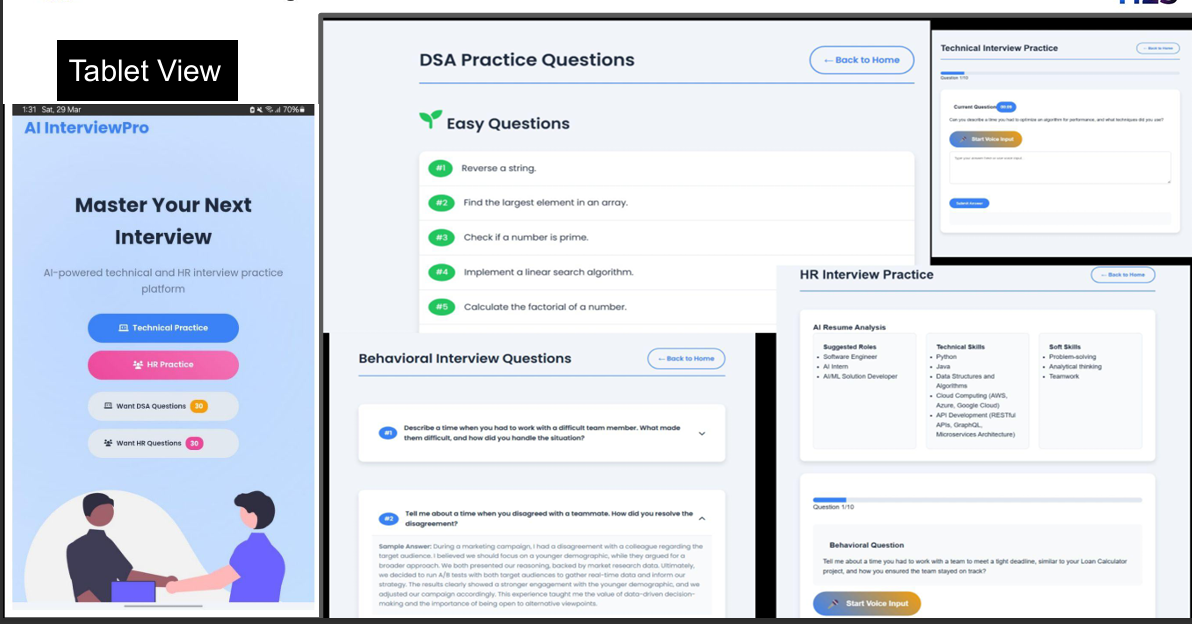 Tablet View
1:31 Sat, 29 Mar
70%
AI InterviewPro
Master Your Next
Interview
AI-powered technical and HR interview practice
platform
Technical Practice
HR Practice
Want DSA Questions 30
Want HR Questions 30
DSA Practice Questions
← Back to Home
Easy Questions
#1 Reverse a string.
#2 Find the largest element in an array.
#3 Check if a number is prime.
#4 Implement a linear search algorithm.
#5 Calculate the factorial of a number.
Technical Interview Practice
← Back to Home
Question 1/10
Current Question
Can you describe a time you had to optimize an algorithm for performance, and what techniques did you use?
Start Voice Input
Type your answer here or use voice input...
Submit Answer
Behavioral Interview Questions
← Back to Home
#1 Describe a time when you had to work with a difficult team member. What made
them difficult, and how did you handle the situation?
#2 Tell me about a time when you disagreed with a teammate. How did you resolve the
disagreement?
Sample Answer: During a marketing campaign, I had a disagreement with a colleague regarding the
target audience. I believed we should focus on a younger demographic, while they argued for a
broader approach. We both presented our reasoning, backed by market research data. Ultimately,
we decided to run A/B tests with both target audiences to gather real-time data and inform our
strategy. The results clearly showed a stronger engagement with the younger demographic, and we
adjusted our campaign accordingly. This experience taught me the value of data-driven decision-
making and the importance of being open to alternative viewpoints.
HR Interview Practice
← Back to Home
AI Resume Analysis
Suggested Roles
• Software Engineer
• AI Intern
• AI/ML Solution Developer
Technical Skills
• Python
• Java
• Data Structures and
Algorithms
• Cloud Computing (AWS,
Azure, Google Cloud)
• API Development (RESTful
APIs, GraphQL,
Microservices Architecture)
Soft Skills
• Problem-solving
• Analytical thinking
• Teamwork
Question 1/10
Behavioral Question
Tell me about a time you had to work with a team to meet a tight deadline, similar to your Loan Calculator
project, and how you ensured the team stayed on track?
Start Voice Input